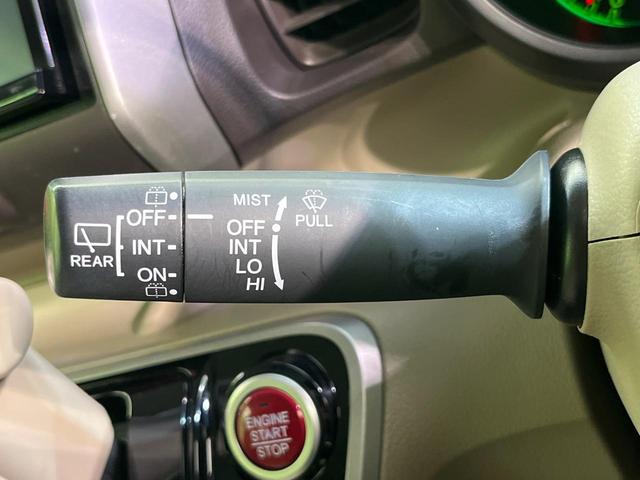 REAR
OFF
INT
ON
MIST
OFF
INT
LO
HI
PULL
ENGINE
START
STOP